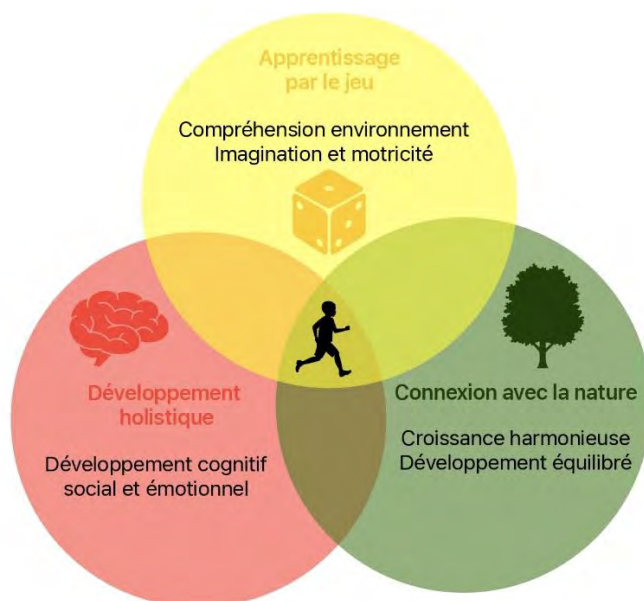 Apprentissage
par le jeu
Compréhension environnement
Imagination et motricité
Développement
holistique
Développement cognitif
social et émotionnel
Connexion avec la nature
Croissance harmonieuse
Développement équilibré